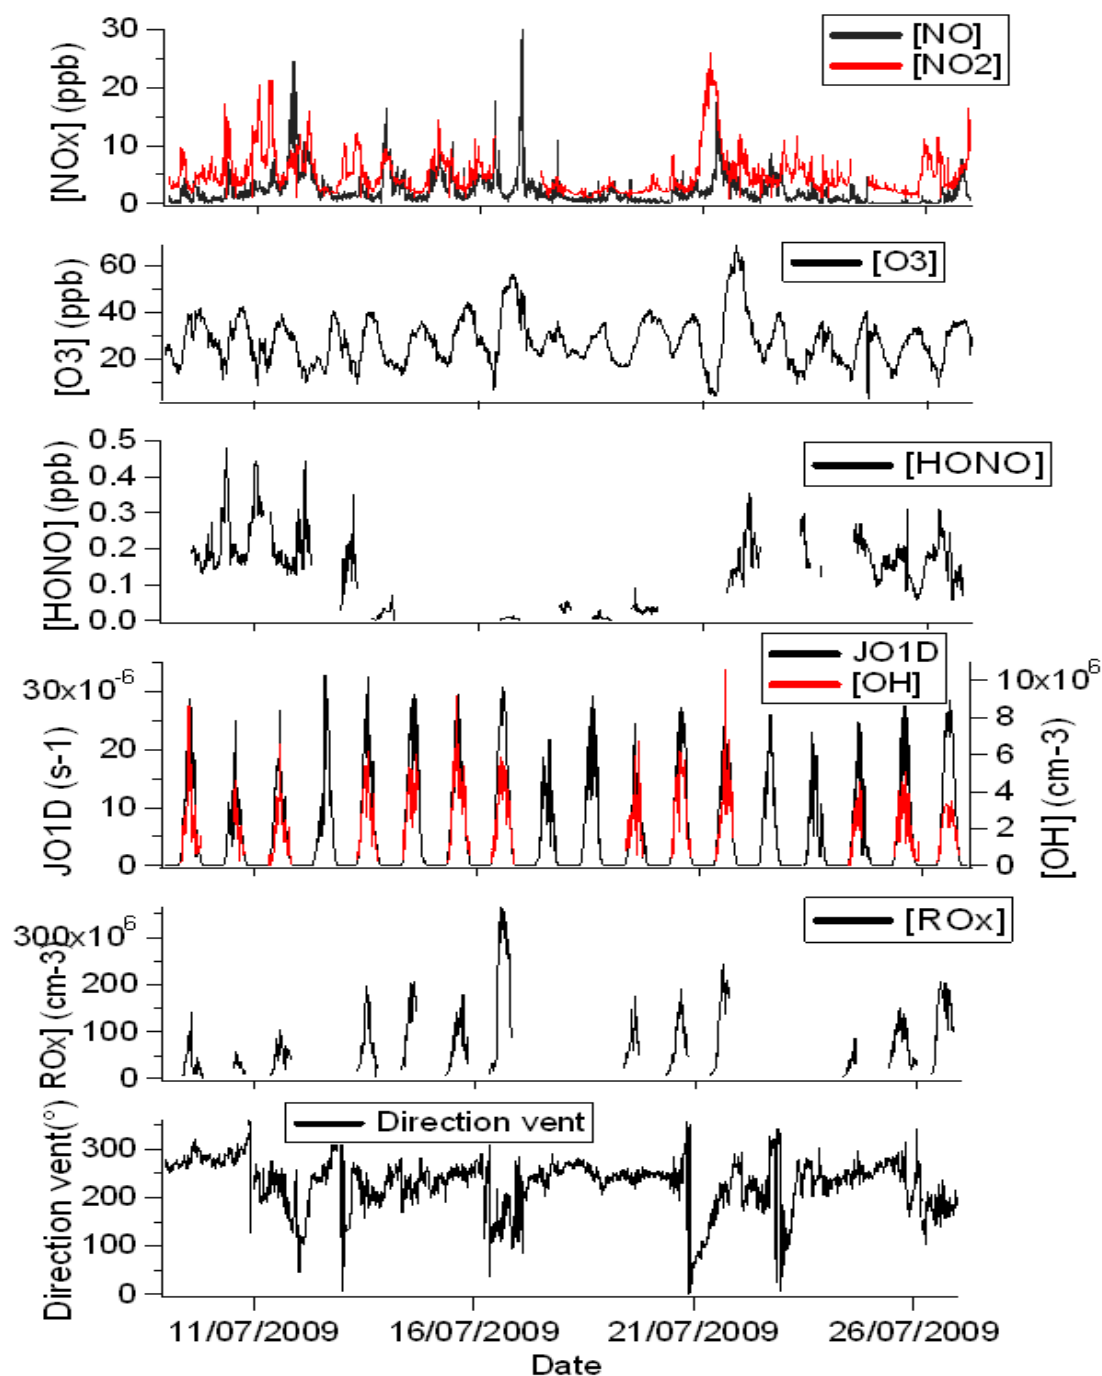 [NO]
[NO2]
[NOx] (ppb)
30
20
10
0
[O3]
[O3] (ppb)
60
40
20
[HONO]
[HONO] (ppb)
0.5
0.4
0.3
0.2
0.1
0.0
JO1D
[OH]
JO1D (s-1)
30x10-6
20
10
0
10x106
8
6
4
2
0
[OH] (cm-3)
[ROx]
ROx] (cm-3)
300x106
200
100
0
Direction vent
Direction vent(°)
300
200
100
0
11/07/2009 16/07/2009 21/07/2009 26/07/2009
Date